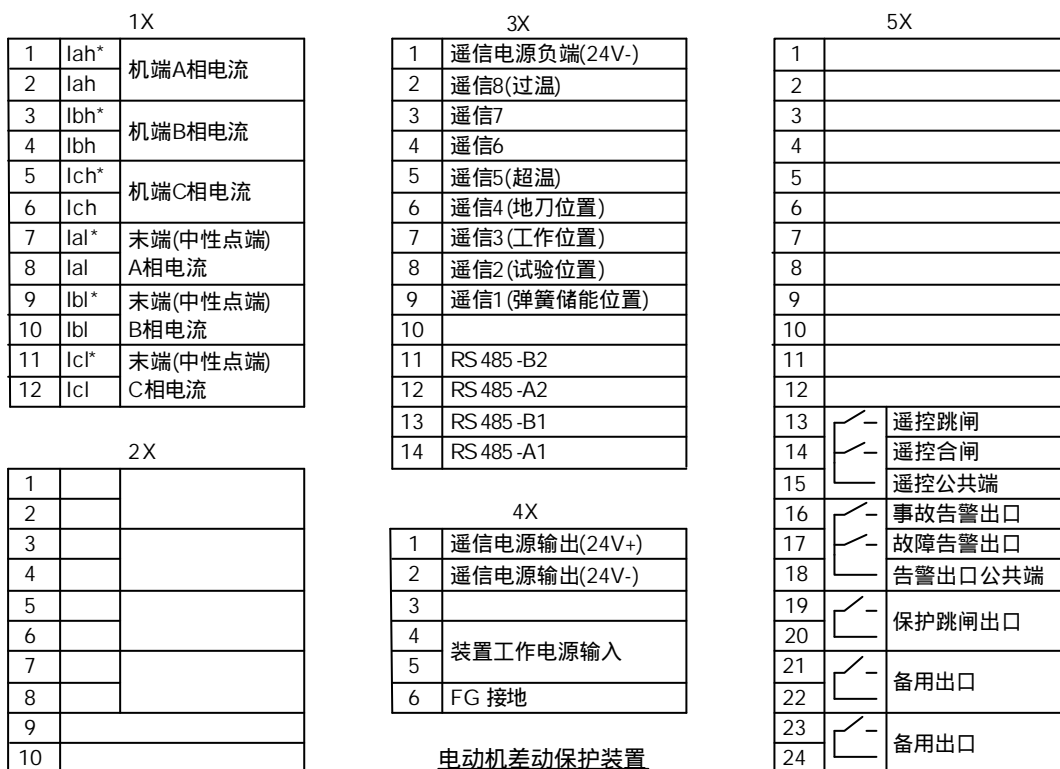 1X
1 Iah* 机端A相电流
2 Iah
3 Ibh* 机端B相电流
4 Ibh
5 Ich* 机端C相电流
6 Ich
7 Ial* 末端(中性点端)
8 Ial A相电流
9 Ibl* 末端(中性点端)
10 Ibl B相电流
11 Icl* 末端(中性点端)
12 Icl C相电流
2X
1
2
3
4
5
6
7
8
9
10
3X
1 遥信电源负端(24V-)
2 遥信8(过温)
3 遥信7
4 遥信6
5 遥信5(超温)
6 遥信4(地刀位置)
7 遥信3(工作位置)
8 遥信2(试验位置)
9 遥信1(弹簧储能位置)
10
11 RS485-B2
12 RS485-A2
13 RS485-B1
14 RS485-A1
4X
1 遥信电源输出(24V+)
2 遥信电源输出(24V-)
3
4 装置工作电源输入
5
6 FG 接地
电动机差动保护装置
5X
1
2
3
4
5
6
7
8
9
10
11
12
13 遥控跳闸
14 遥控合闸
15 遥控公共端
16 事故告警出口
17 故障告警出口
18 告警出口公共端
19 保护跳闸出口
20
21 备用出口
22
23 备用出口
24